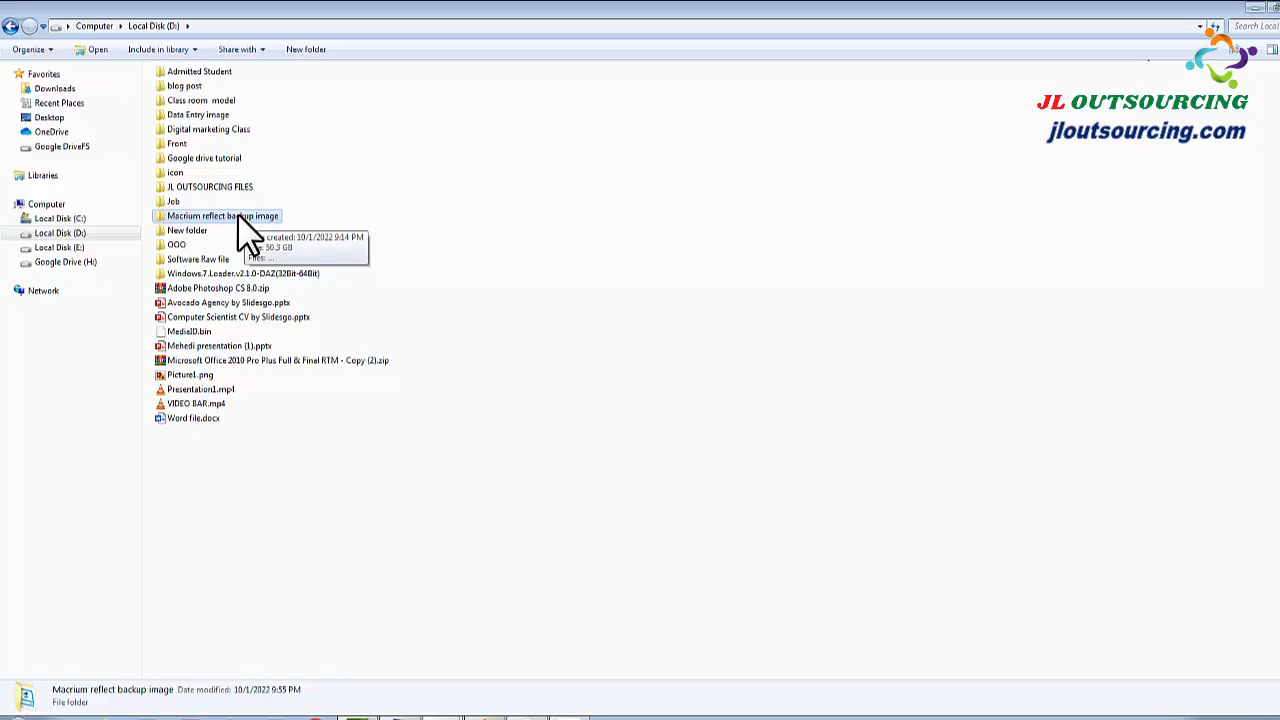 Computer Local Disk (D:)
Search Local
Organize Open Include in library Share with New folder
JL OUTSOURCING
jloutsourcing.com
Favorites
Downloads
Recent Places
Desktop
OneDrive
Google DriveFS
Libraries
Computer
Local Disk (C:)
Local Disk (D:)
Local Disk (E:)
Google Drive (H:)
Network
Admitted Student
blog post
Class room model
Data Entry image
Digital marketing Class
Front
Google drive tutorial
icon
JL OUTSOURCING FILES
Job
Macrium reflect backup image
New folder
OOO
Software Raw file
Windows.7.Loader.v2.1.0-DAZ(32Bit-64Bit)
Adobe Photoshop CS 8.0.zip
Avocado Agency by Slidesgo.pptx
Computer Scientist CV by Slidesgo.pptx
MediaID.bin
Mehedi presentation (1).pptx
Microsoft Office 2010 Pro Plus Full & Final RTM - Copy (2).zip
Picture1.png
Presentation1.mp4
VIDEO BAR.mp4
Word file.docx
created: 10/1/2022 9:14 PM
50.3 GB
Files: ...
Macrium reflect backup image Date modified: 10/1/2022 9:55 PM
File folder